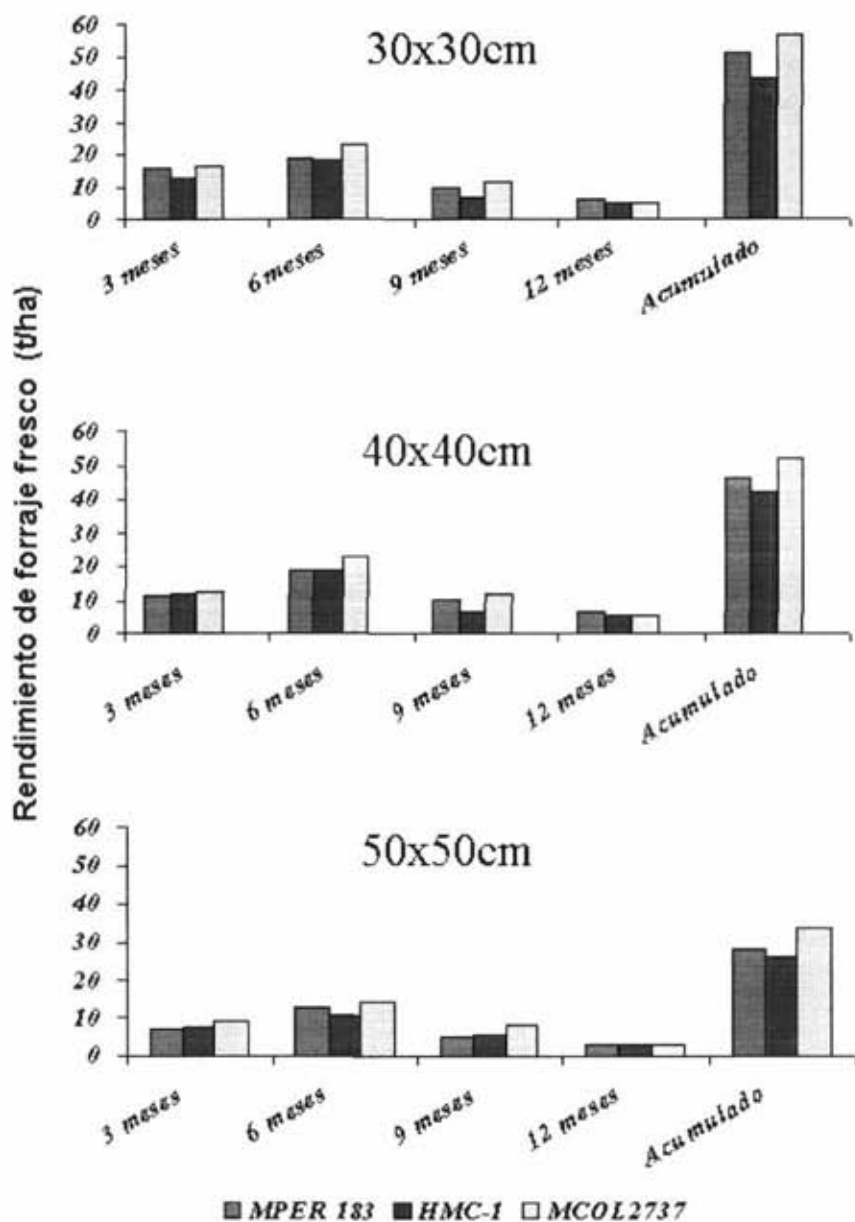 Rendimiento de forraje fresco (t/ha)
30x30cm
60
50
40
30
20
10
0
3 meses 6 meses 9 meses 12 meses Acumulado
40x40cm
60
50
40
30
20
10
0
3 meses 6 meses 9 meses 12 meses Acumulado
50x50cm
60
50
40
30
20
10
0
3 meses 6 meses 9 meses 12 meses Acumulado
MPER 183 HMC-1 MCOL2737